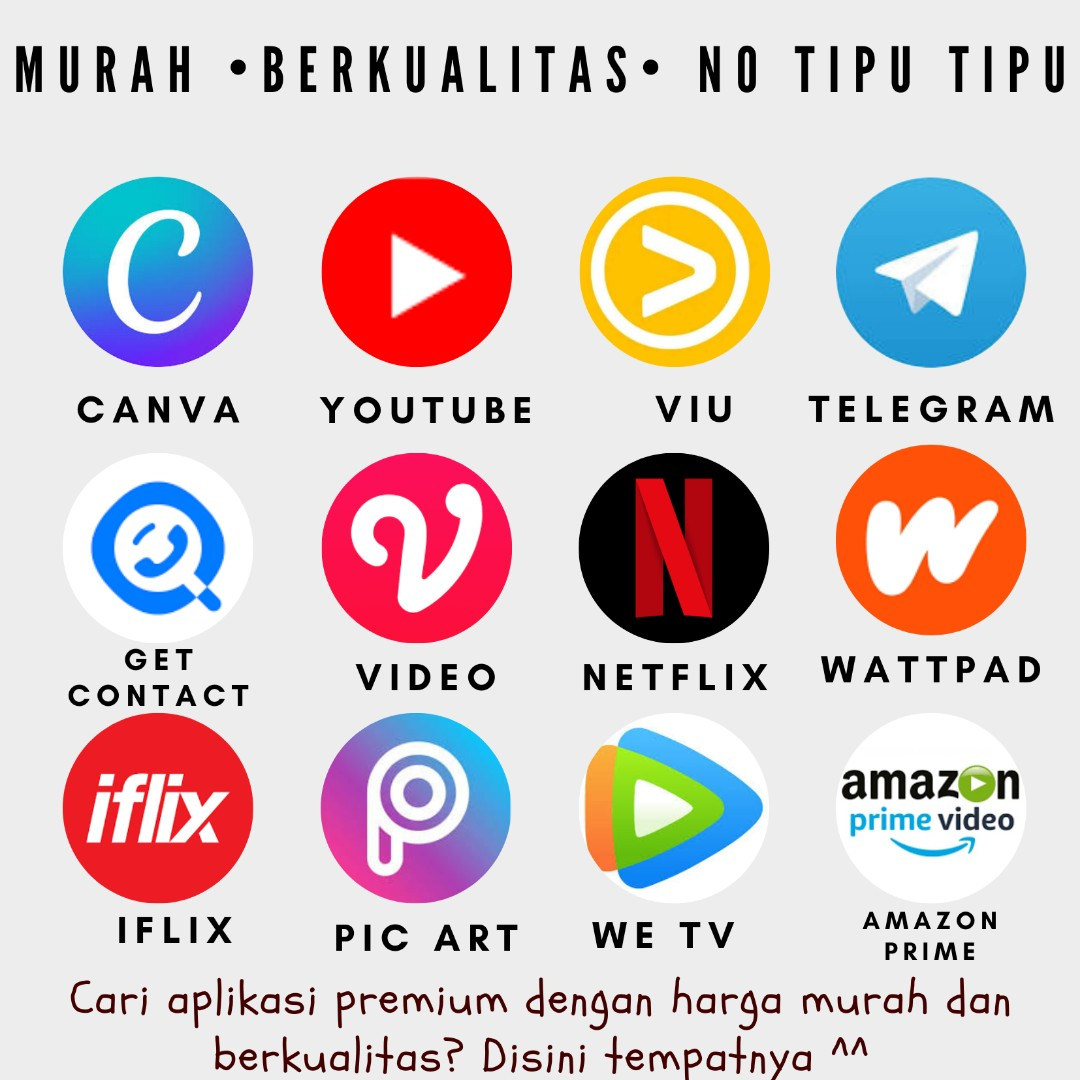 MURAH •BERKUALITAS• NO TIPU TIPU
C
CANVA
YOUTUBE
VIU
TELEGRAM
GET
CONTACT
V
VIDEO
N
NETFLIX
W
WATTPAD
iflix
IFLIX
P
PIC ART
WE TV
amazon
prime video
AMAZON
PRIME
Cari aplikasi premium dengan harga murah dan
berkualitas? Disini tempatnya ^^